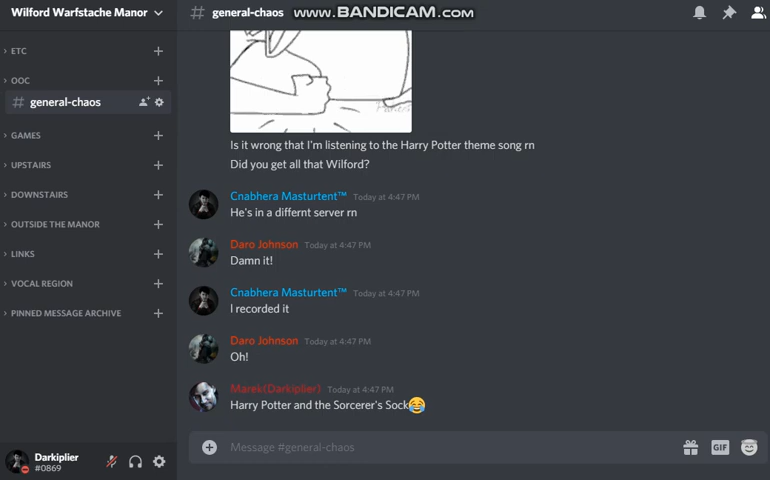 Wilford Warfstache Manor
# general-chaos
www.BANDICAM.com
ETC
OOC
# general-chaos
GAMES
UPSTAIRS
DOWNSTAIRS
OUTSIDE THE MANOR
LINKS
VOCAL REGION
PINNED MESSAGE ARCHIVE
Darkiplier
#0869
Is it wrong that I'm listening to the Harry Potter theme song rn
Did you get all that Wilford?
Cnabhera Masturtent™ Today at 4:47 PM
He's in a differnt server rn
Daro Johnson Today at 4:47 PM
Damn it!
Cnabhera Masturtent™ Today at 4:47 PM
I recorded it
Daro Johnson Today at 4:47 PM
Oh!
Marek(Darkiplier) Today at 4:47 PM
Harry Potter and the Sorcerer's Sock😂
Message #general-chaos
GIF